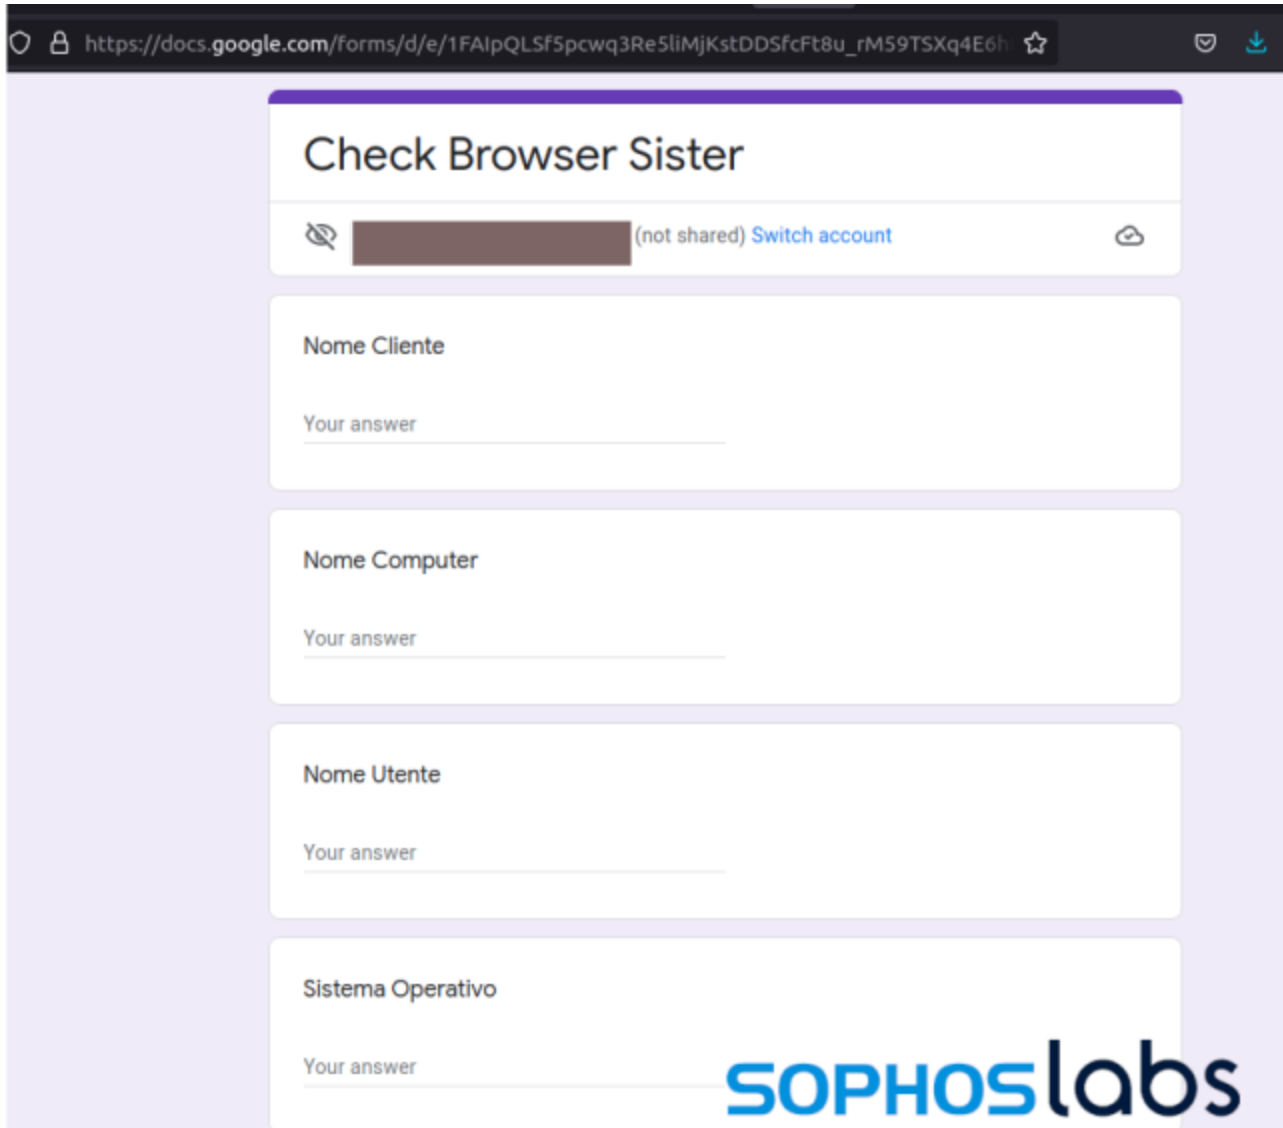 https://docs.google.com/forms/d/e/1FAIpQLSf5pcwq3Re5liMjKstDDSfcFt8u_rM59TSXq4E6h
Check Browser Sister
(not shared) Switch account
Nome Cliente
Your answer
Nome Computer
Your answer
Nome Utente
Your answer
Sistema Operativo
Your answer
SOPHOSlabs